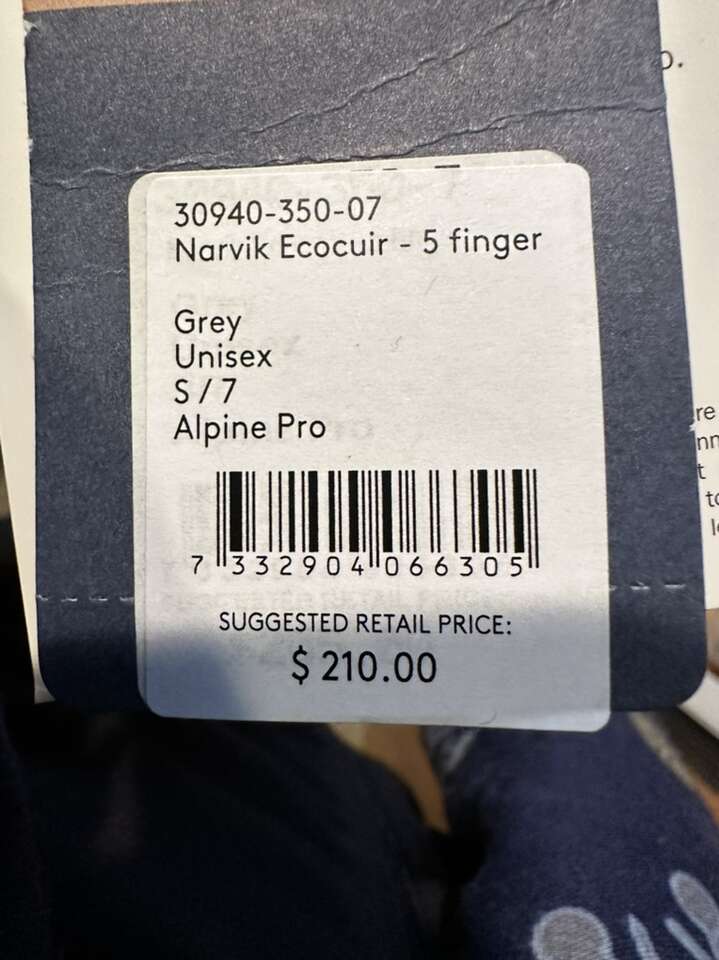 30940-350-07
Narvik Ecocuir - 5 finger
Grey
Unisex
S / 7
Alpine Pro
7 332904 066305
SUGGESTED RETAIL PRICE:
$ 210.00